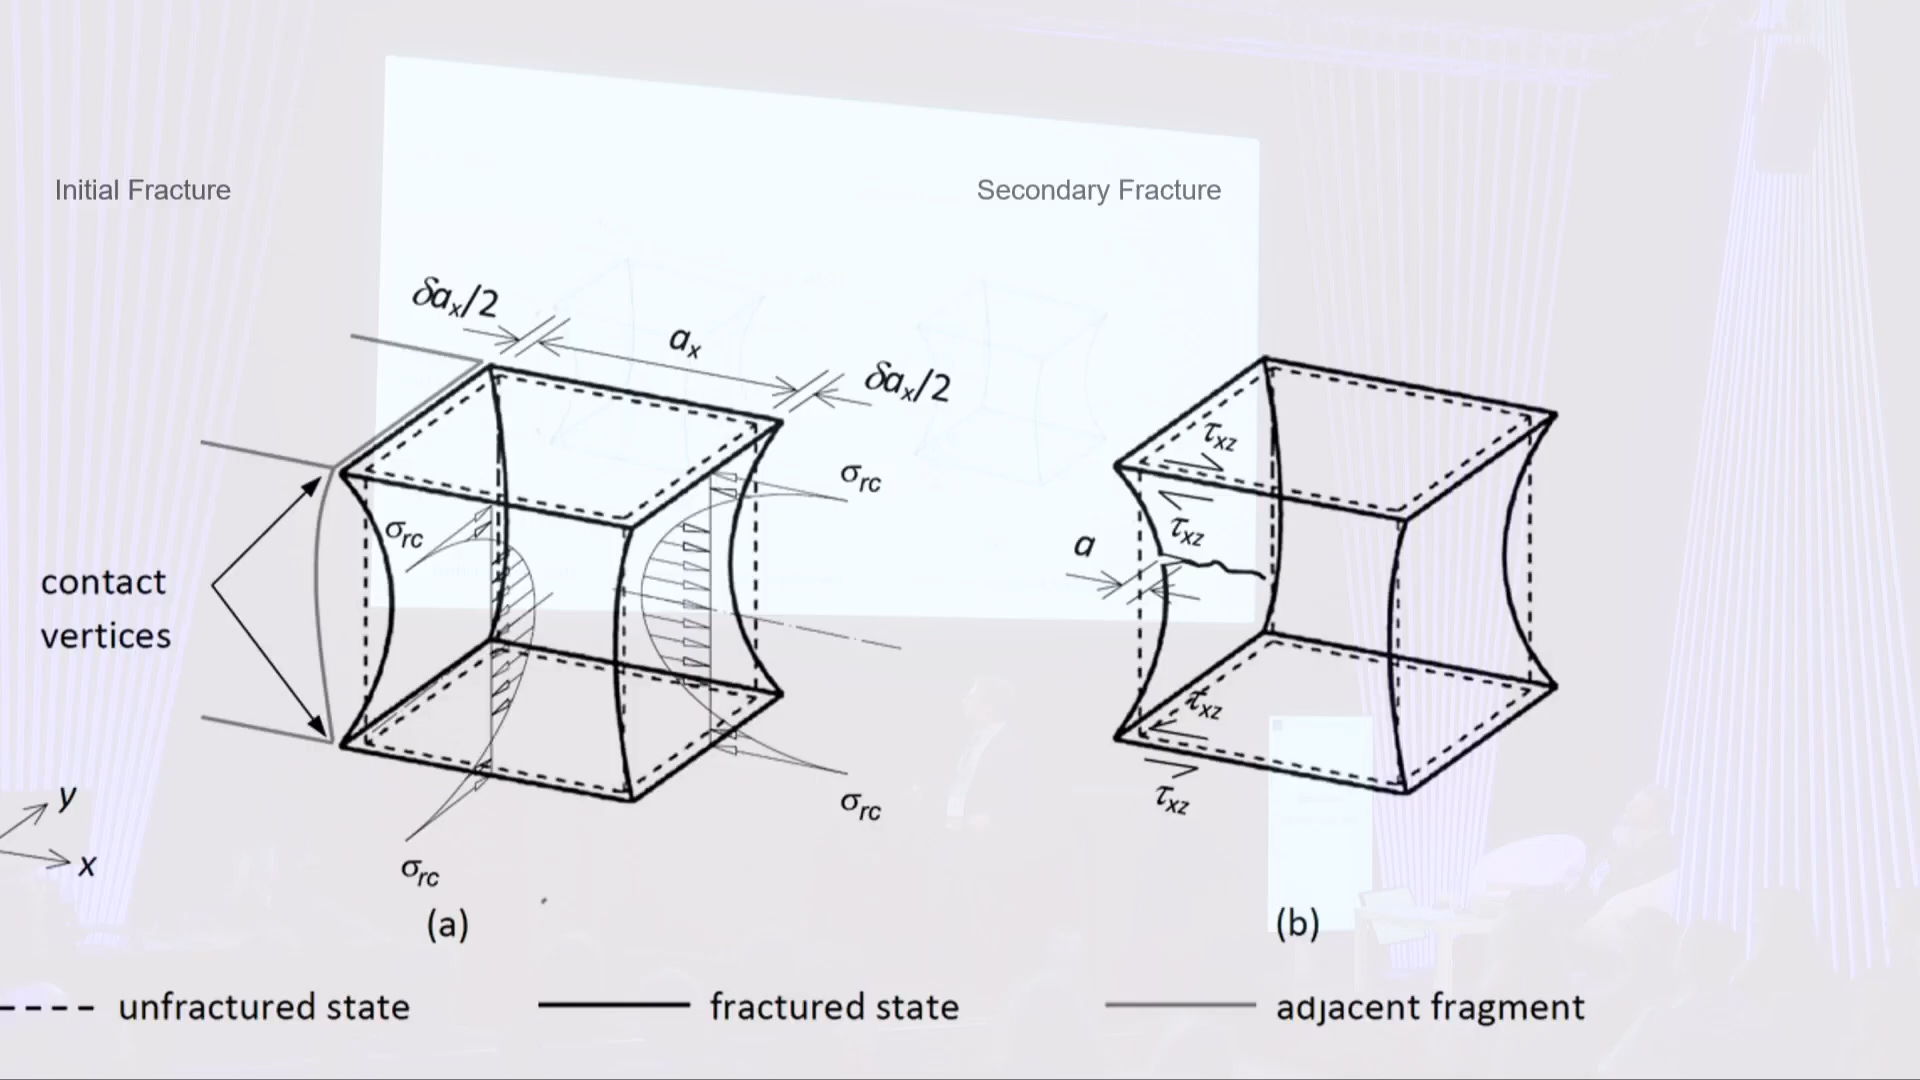 Initial Fracture
Secondary Fracture
δaₓ/2
aₓ
δaₓ/2
σrc
σrc
contact
vertices
σrc
σrc
y
x
τxz
τxz
a
τxz
τxz
(a)
(b)
unfractured state
fractured state
adjacent fragment